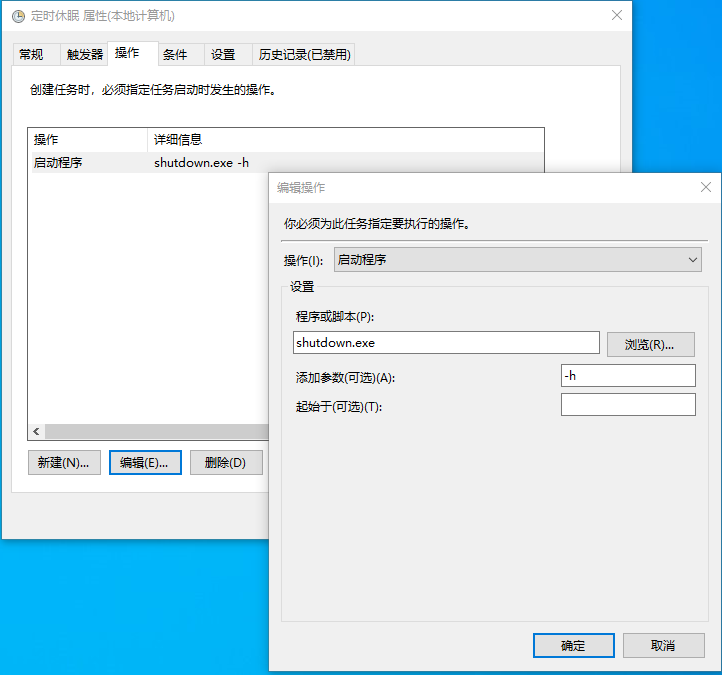 定时休眠 属性(本地计算机)
常规 触发器 操作 条件 设置 历史记录(已禁用)
创建任务时，必须指定任务启动时发生的操作。
操作 详细信息
启动程序 shutdown.exe -h
新建(N)... 编辑(E)... 删除(D)
编辑操作
你必须为此任务指定要执行的操作。
操作(I): 启动程序
设置
程序或脚本(P):
shutdown.exe 浏览(R)...
添加参数(可选)(A): -h
起始于(可选)(T):
确定 取消